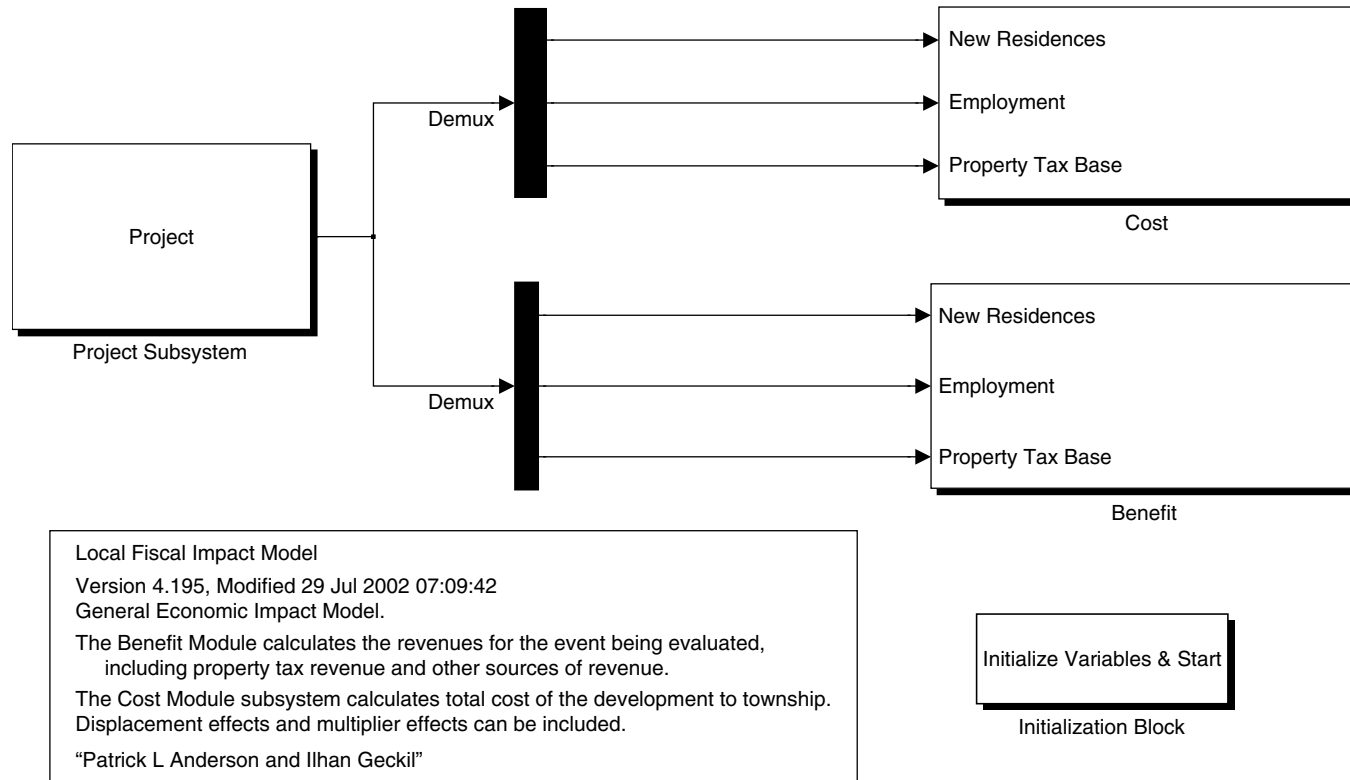 New Residences
Employment
Demux
Property Tax Base
Cost
Project
Project Subsystem
New Residences
Employment
Demux
Property Tax Base
Benefit
Local Fiscal Impact Model
Version 4.195, Modified 29 Jul 2002 07:09:42
General Economic Impact Model.
The Benefit Module calculates the revenues for the event being evaluated,
including property tax revenue and other sources of revenue.
The Cost Module subsystem calculates total cost of the development to township.
Displacement effects and multiplier effects can be included.
“Patrick L Anderson and Ilhan Geckil”
Initialize Variables & Start
Initialization Block